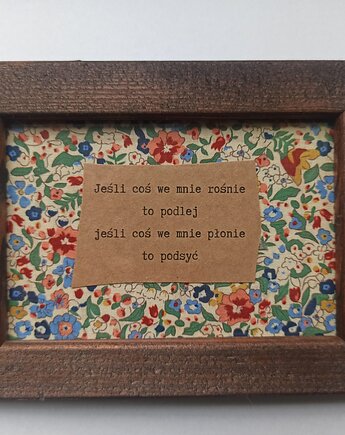 Jeśli coś we mnie rośnie
to podlej
jeśli coś we mnie płonie
to podsyć